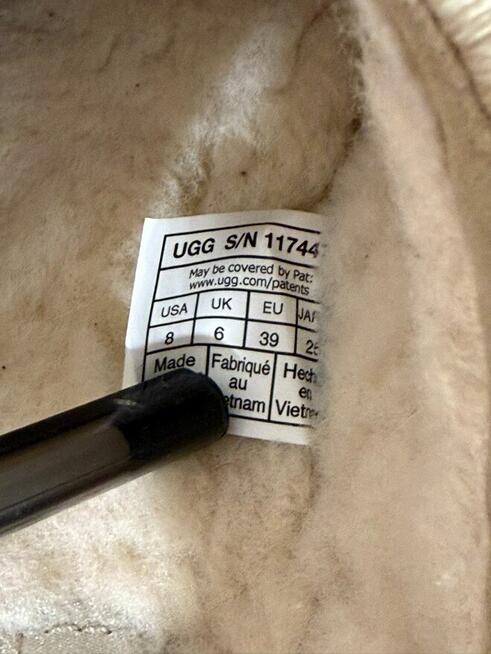 UGG S/N 11744
May be covered by Pat:
www.ugg.com/patents
USA UK EU
8 6 39
Made Fabriqué
au en